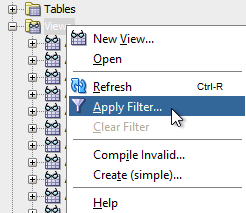 Tables
Views
New View...
Open
Refresh Ctrl-R
Apply Filter...
Clear Filter
Compile Invalid...
Create (simple)...
Help